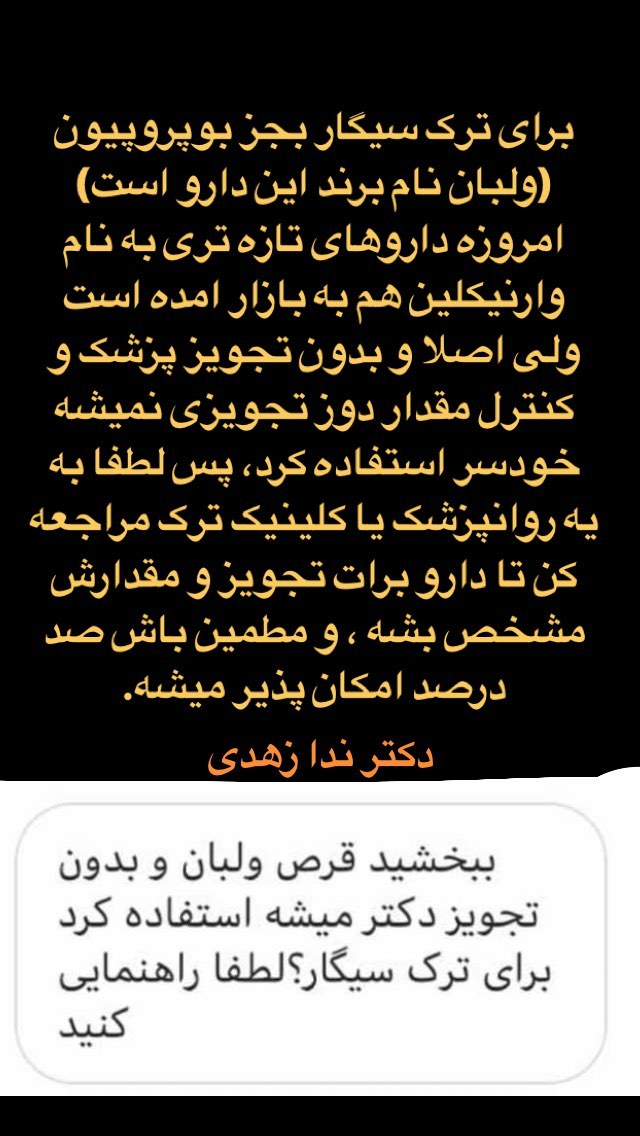 برای ترک سیگار بجز بوپروپیون
(ولبان نام برند این دارو است)
امروزه داروهای تازه تری به نام
وارنیکلین هم به بازار امده است
ولی اصلا و بدون تجویز پزشک و
کنترل مقدار دوز تجویزی نمیشه
خودسر استفاده کرد، پس لطفا به
یه روانپزشک یا کلینیک ترک مراجعه
کن تا دارو برات تجویز و مقدارش
مشخص بشه ، و مطمین باش صد
درصد امکان پذیر میشه.
دکتر ندا زهدی
ببخشید قرص ولبان و بدون
تجویز دکتر میشه استفاده کرد
برای ترک سیگار؟لطفا راهنمایی
کنید